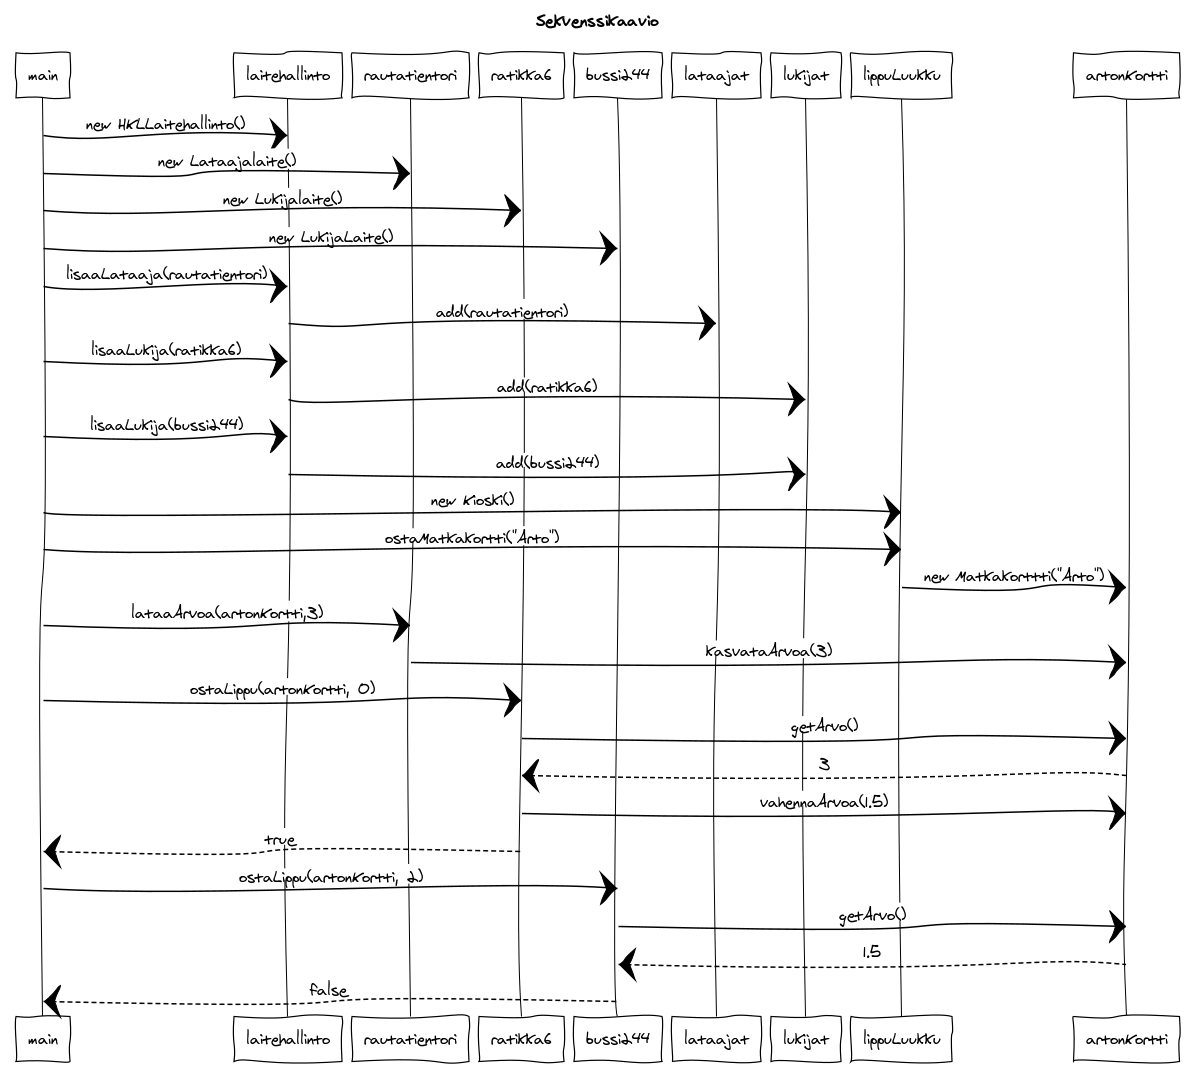 Sekvenssikaavio
main
laitehallinto
rautatientori
ratikka6
bussi244
lataajat
lukijat
lippuLuukku
artonKortti
new HKLLaitehallinto()
new Lataajalaite()
new Lukijalaite()
new LukijaLaite()
lisaaLataaja(rautatientori)
add(rautatientori)
lisaaLukija(ratikka6)
add(ratikka6)
lisaaLukija(bussi244)
add(bussi244)
new Kioski()
ostaMatkakortti("Arto")
new Matkakorttti("Arto")
lataaArvoa(artonKortti,3)
kasvataArvoa(3)
ostaLippu(artonKortti, 0)
getArvo()
3
vahennaArvoa(1.5)
true
ostaLippu(artonKortti, 2)
getArvo()
1.5
false
main
laitehallinto
rautatientori
ratikka6
bussi244
lataajat
lukijat
lippuLuukku
artonKortti